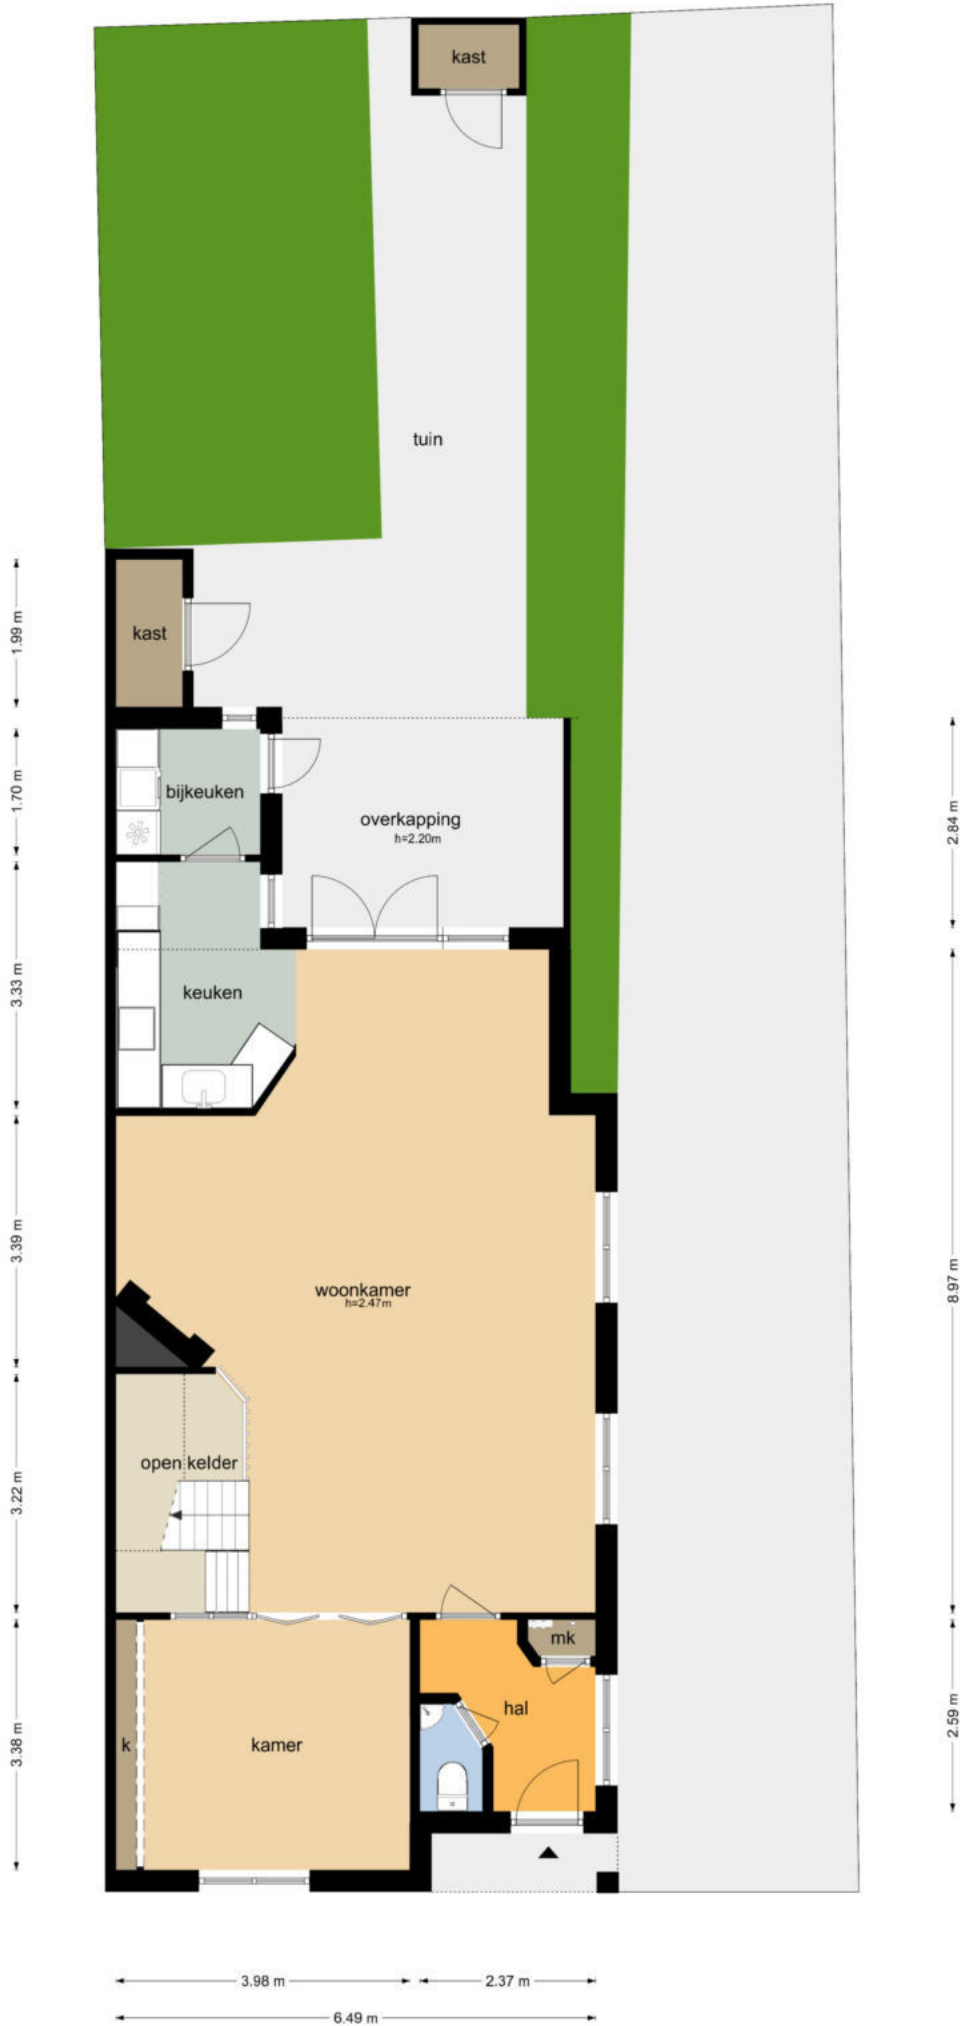 kast
tuin
kast
1.99 m
bijkeuken
1.70 m
overkapping
h=2.20m
2.84 m
keuken
3.33 m
woonkamer
h=2.47m
3.39 m
8.97 m
open kelder
3.22 m
mk
hal
k
kamer
3.38 m
2.59 m
3.98 m
2.37 m
6.49 m